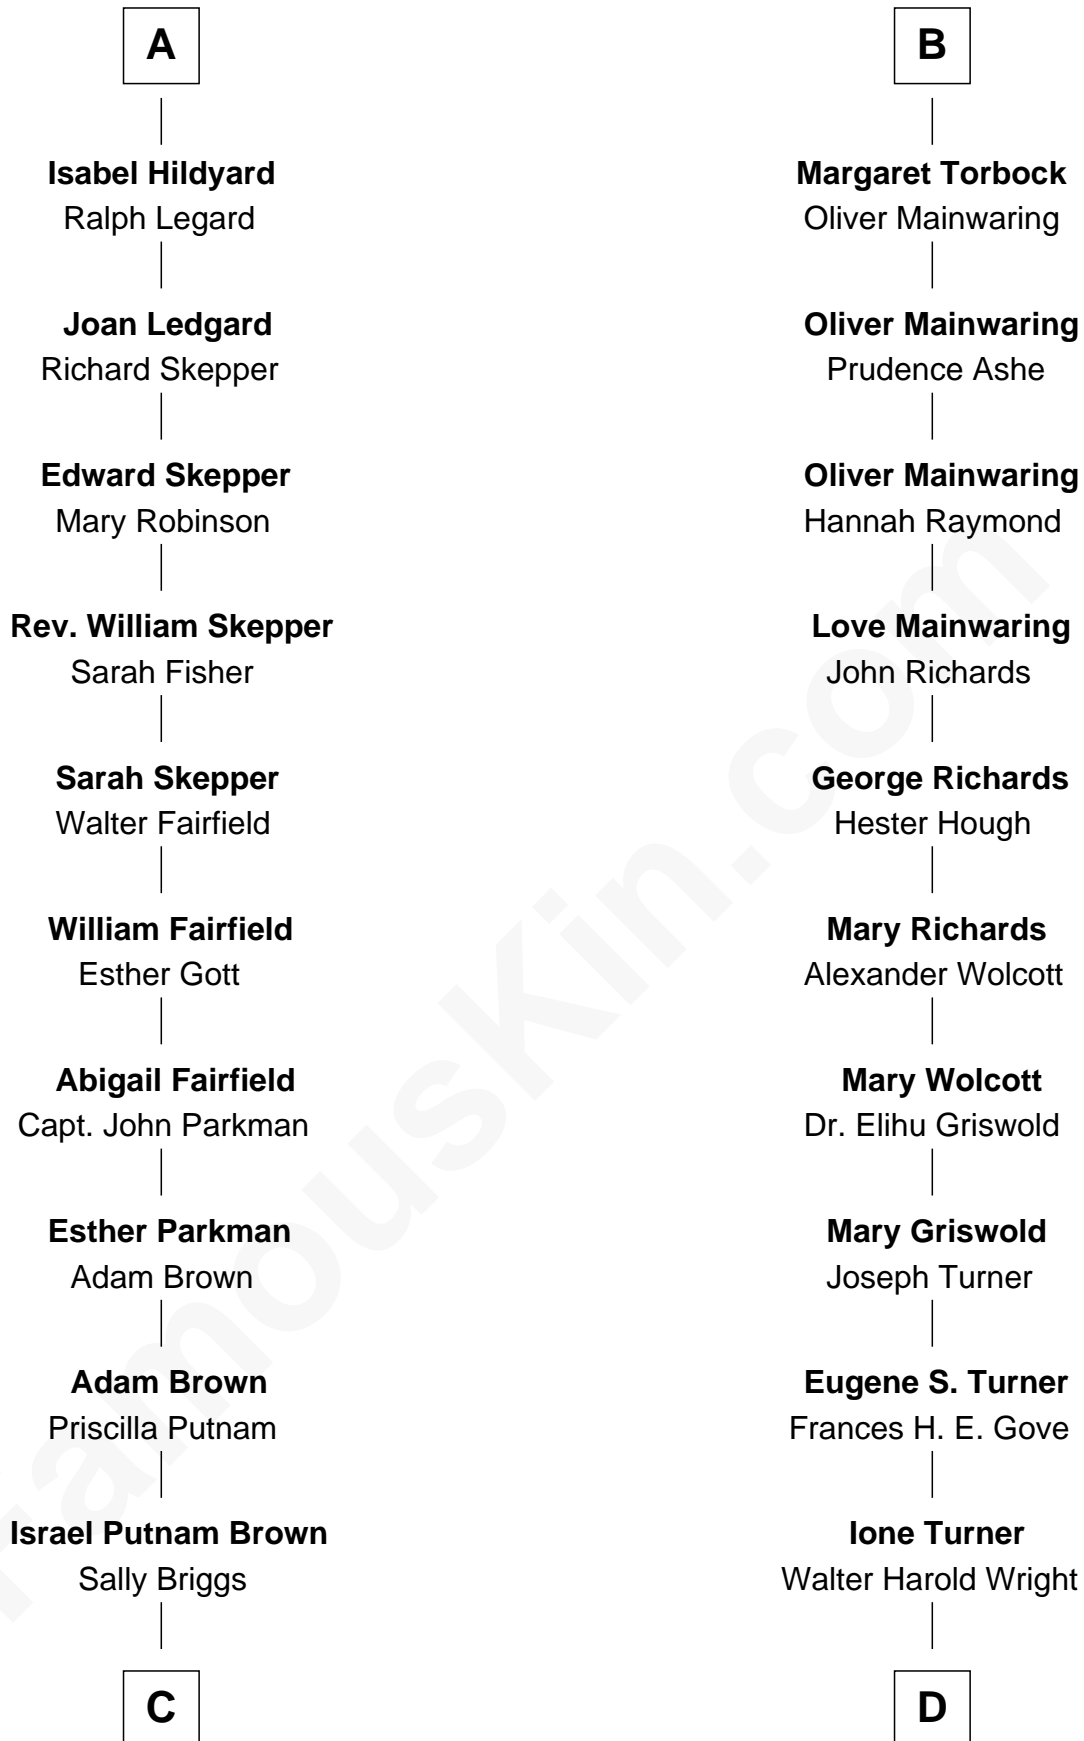 A
Isabel Hildyard
Ralph Legard
Joan Ledgard
Richard Skepper
Edward Skepper
Mary Robinson
Rev. William Skepper
Sarah Fisher
Sarah Skepper
Walter Fairfield
William Fairfield
Esther Gott
Abigail Fairfield
Capt. John Parkman
Esther Parkman
Adam Brown
Adam Brown
Priscilla Putnam
Israel Putnam Brown
Sally Briggs
C
B
Margaret Torbock
Oliver Mainwaring
Oliver Mainwaring
Prudence Ashe
Oliver Mainwaring
Hannah Raymond
Love Mainwaring
John Richards
George Richards
Hester Hough
Mary Richards
Alexander Wolcott
Mary Wolcott
Dr. Elihu Griswold
Mary Griswold
Joseph Turner
Eugene S. Turner
Frances H. E. Gove
Ione Turner
Walter Harold Wright
D
FamousKin.com